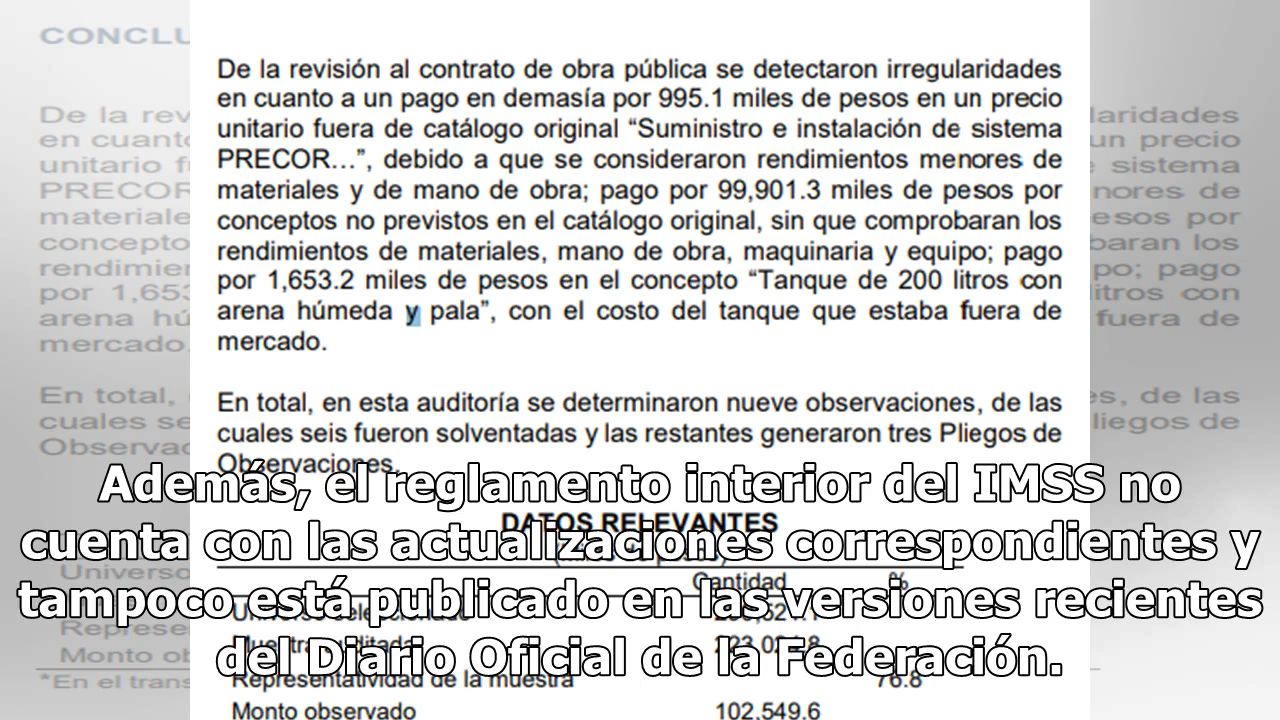 CONCLU
De la revisión al contrato de obra pública se detectaron irregularidades
en cuanto a un pago en demasía por 995.1 miles de pesos en un precio
unitario fuera de catálogo original “Suministro e instalación de sistema
PRECOR…”, debido a que se consideraron rendimientos menores de
materiales y de mano de obra; pago por 99,901.3 miles de pesos por
conceptos no previstos en el catálogo original, sin que comprobaran los
rendimientos de materiales, mano de obra, maquinaria y equipo; pago
por 1,653.2 miles de pesos en el concepto “Tanque de 200 litros con
arena húmeda y pala”, con el costo del tanque que estaba fuera de
mercado.
En total, en esta auditoría se determinaron nueve observaciones, de las
cuales seis fueron solventadas y las restantes generaron tres Pliegos de
Observaciones.
Además, el reglamento interior del IMSS no
cuenta con las actualizaciones correspondientes y
tampoco está publicado en las versiones recientes
del Diario Oficial de la Federación.
DATOS RELEVANTES
Cantidad %
Muestra auditada
Representatividad de la muestra 76.8
Monto observado 102,549.6